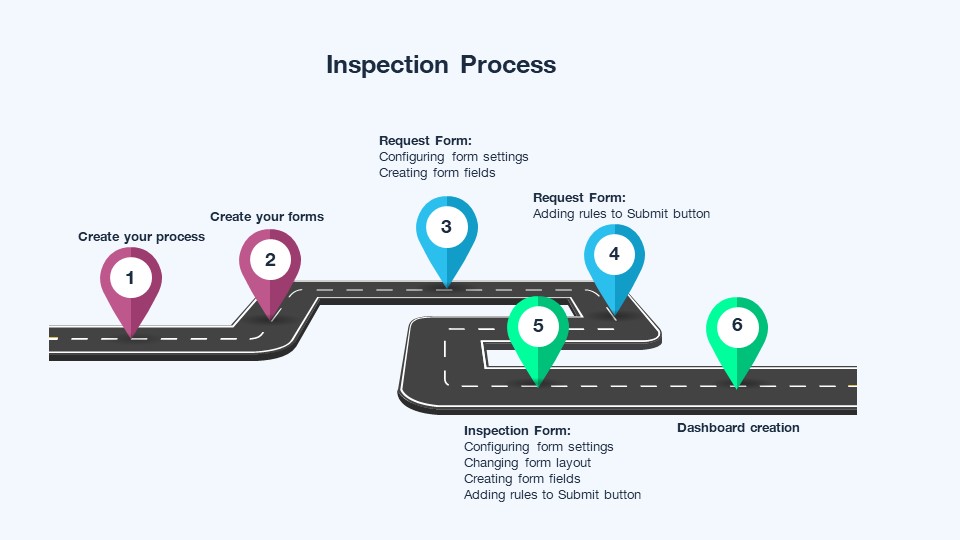 Inspection Process
Request Form:
Configuring form settings
Creating form fields
Request Form:
Adding rules to Submit button
Create your forms
Create your process
1
2
3
4
5
6
Inspection Form:
Configuring form settings
Changing form layout
Creating form fields
Adding rules to Submit button
Dashboard creation